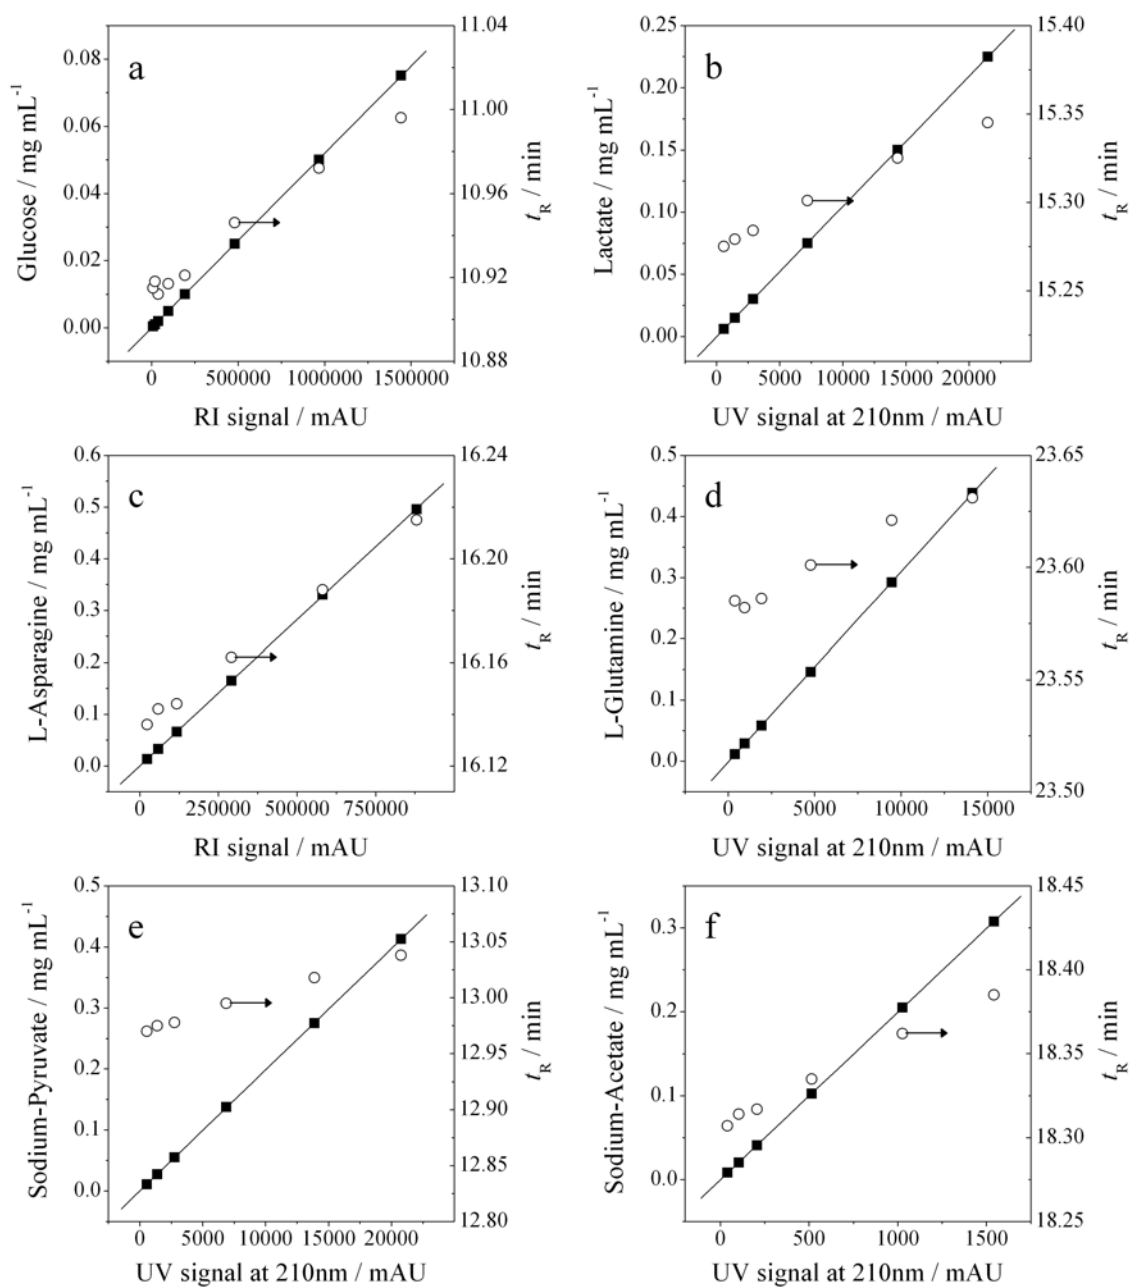 a
Glucose / mg mL⁻¹
0.08
0.06
0.04
0.02
0.00
11.04
11.00
10.96
10.92
10.88
tR / min
0 500000 1000000 1500000
RI signal / mAU
b
Lactate / mg mL⁻¹
0.25
0.20
0.15
0.10
0.05
0.00
15.40
15.35
15.30
15.25
tR / min
0 5000 10000 15000 20000
UV signal at 210nm / mAU
c
L-Asparagine / mg mL⁻¹
0.6
0.5
0.4
0.3
0.2
0.1
0.0
16.24
16.20
16.16
16.12
tR / min
0 250000 500000 750000
RI signal / mAU
d
L-Glutamine / mg mL⁻¹
0.5
0.4
0.3
0.2
0.1
0.0
23.65
23.60
23.55
23.50
tR / min
0 5000 10000 15000
UV signal at 210nm / mAU
e
Sodium-Pyruvate / mg mL⁻¹
0.5
0.4
0.3
0.2
0.1
0.0
13.10
13.05
13.00
12.95
12.90
12.85
12.80
tR / min
0 5000 10000 15000 20000
UV signal at 210nm / mAU
f
Sodium-Acetate / mg mL⁻¹
0.3
0.2
0.1
0.0
18.45
18.40
18.35
18.30
18.25
tR / min
0 500 1000 1500
UV signal at 210nm / mAU